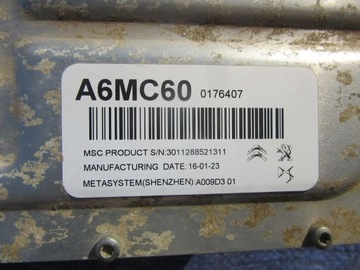 A6MC60 0176407
MSC PRODUCT S/N:3011288521311
MANUFACTURING DATE:16-01-23
METASYSTEM(SHENZHEN):A009D3 01